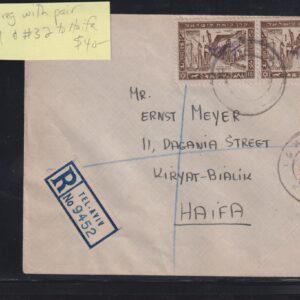 reg with pair
#32 to Haifa
$40-
MR.
ERNST MEYER
11, DAGANIA STREET
KIRYAT-BIALIK
HAIFA
R
TEL-AVIV
No 9452